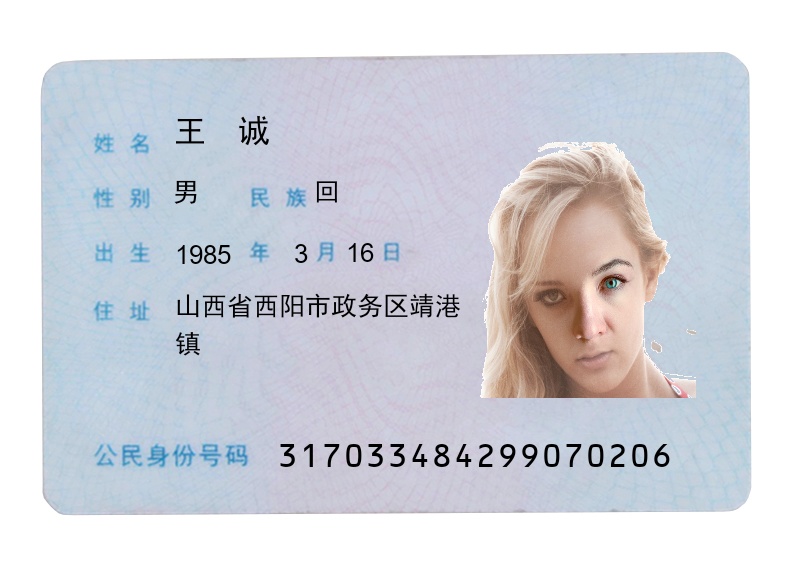 姓名 王诚
性别 男 民族 回
出生 1985 年 3 月 16 日
住址 山西省西阳市政务区靖港
镇
公民身份号码 317033484299070206